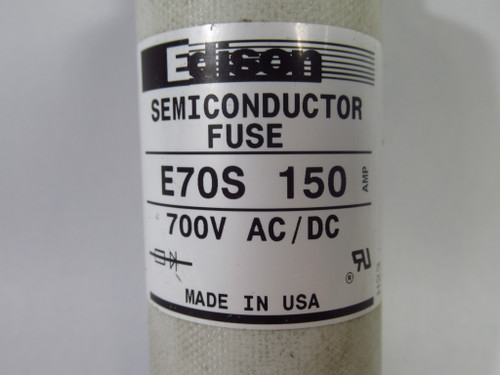 Edison
SEMICONDUCTOR
FUSE
E70S 150 AMP
700V AC/DC
®
MADE IN USA